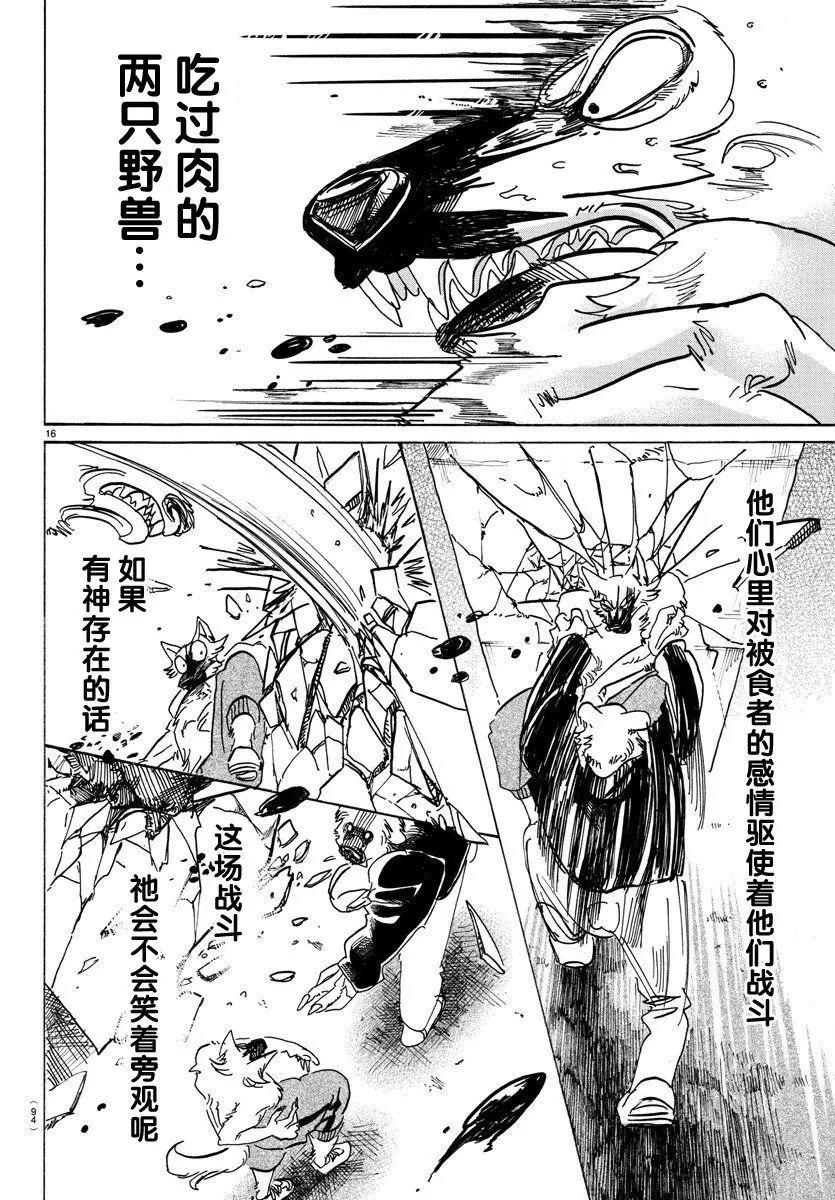 吃过肉的
两只野兽…
16
他们心里对被食者的感情驱使着他们战斗
如果
有神存在的话
这场战斗
祂会不会笑着旁观呢
(94)